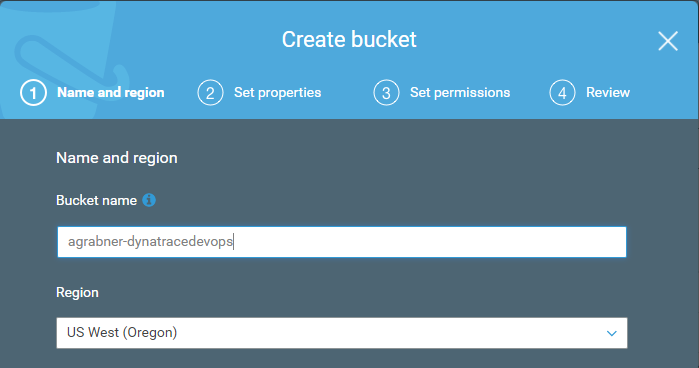 Create bucket
1 Name and region 2 Set properties 3 Set permissions 4 Review
Name and region
Bucket name
agrabner-dynatracedevops
Region
US West (Oregon)